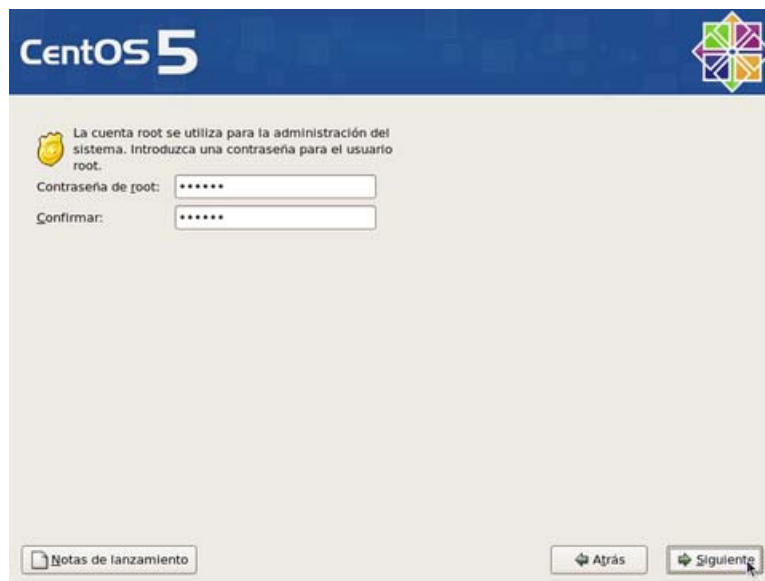 CentOS 5
La cuenta root se utiliza para la administración del
sistema. Introduzca una contraseña para el usuario
root.
Contraseña de root: ••••••
Confirmar: ••••••
Notas de lanzamiento
Atrás
Siguiente